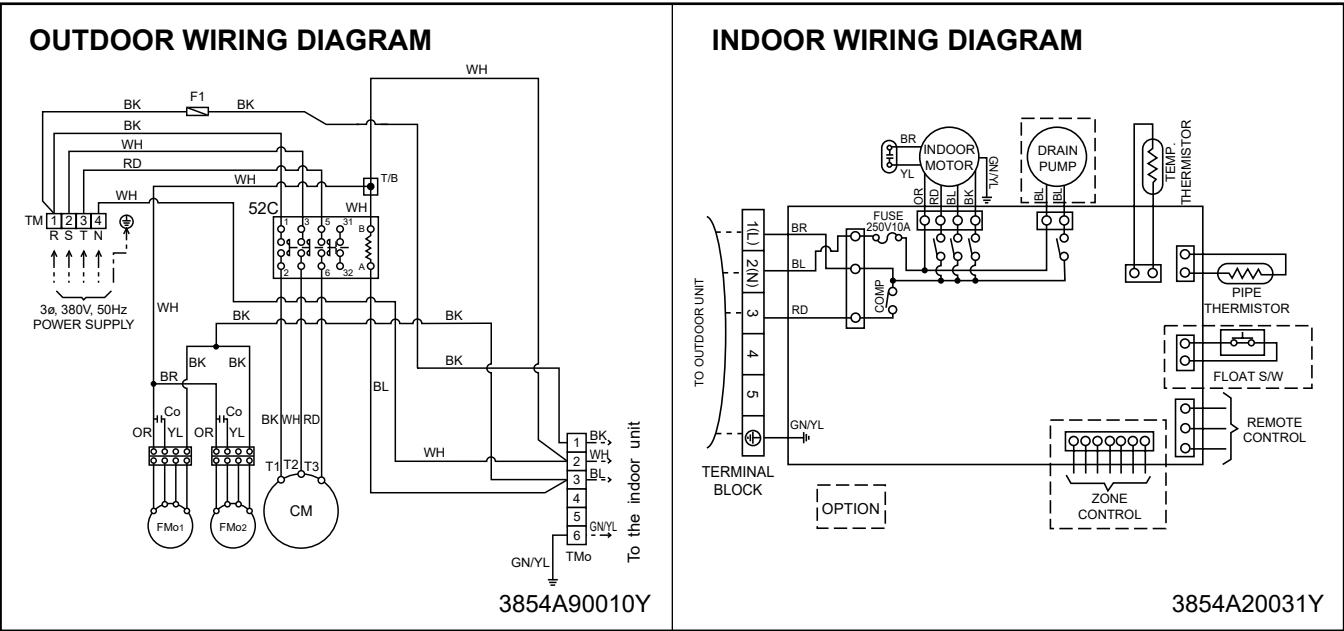 OUTDOOR WIRING DIAGRAM
WH
F1
BK
BK
BK
WH
RD
WH
T/B
WH
WH
52C
1
3
5
31
B
2
6
32
A
TM
1
2
3
4
R
S
T
N
3ø, 380V, 50Hz
POWER SUPPLY
WH
BK
BK
BK
BK
BK
BR
BL
Co
Co
OR
YL
OR
YL
BK
WH
RD
WH
T1
T2
T3
FMo1
FMo2
CM
1
BK
2
WH
3
BL
4
5
6
GN/YL
TMo
GN/YL
To the indoor unit
3854A90010Y
INDOOR WIRING DIAGRAM
BR
YL
INDOOR
MOTOR
GN/YL
DRAIN
PUMP
TEMP.
THERMISTOR
OR
RD
BL
BK
BL
BL
FUSE
250V10A
1(L)
BR
2(N)
BL
3
RD
4
5
COMP
TO OUTDOOR UNIT
GN/YL
TERMINAL
BLOCK
PIPE
THERMISTOR
FLOAT S/W
REMOTE
CONTROL
ZONE
CONTROL
OPTION
3854A20031Y